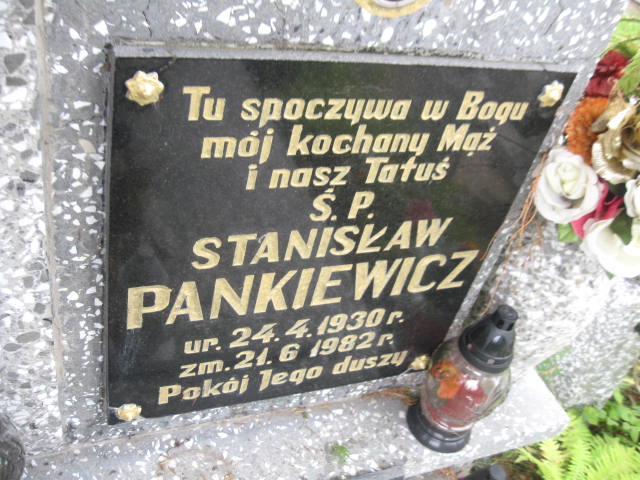 Tu spoczywa w Bogu
mój kochany Mąż
i nasz Tatuś
Ś. P.
STANISŁAW
PANKIEWICZ
ur. 24. 4. 1930 r.
zm. 21. 6 1982 r.
Pokój Jego duszy